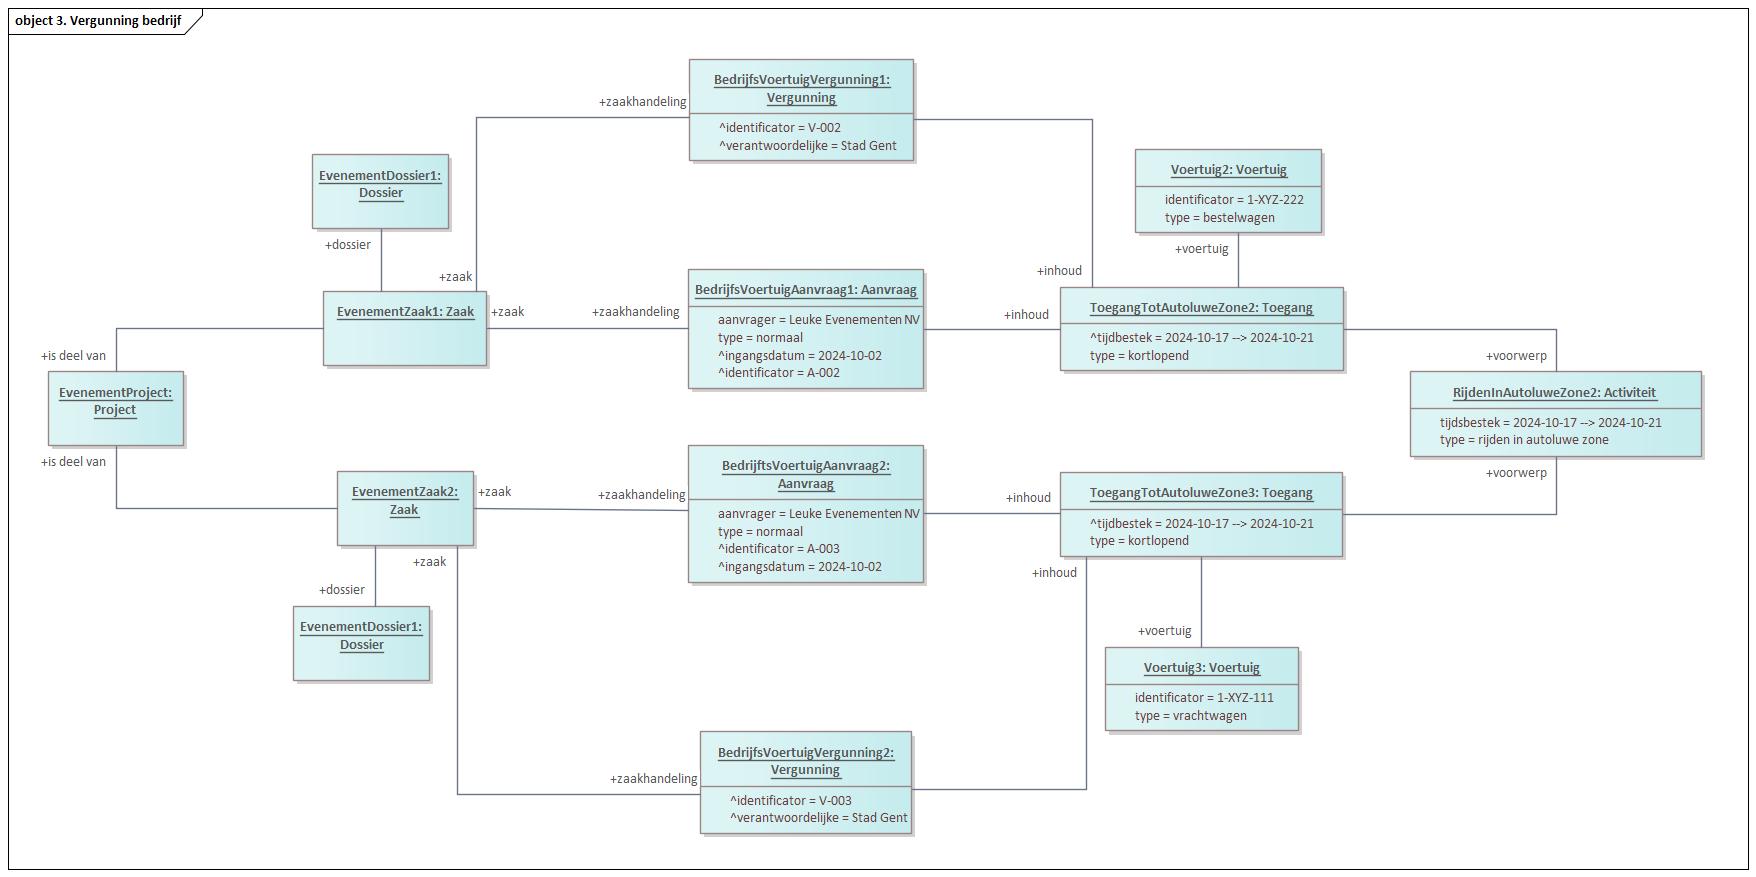 object 3. Vergunning bedrijf
BedrijfsVoertuigVergunning1:
Vergunning
^identificator = V-002
^verantwoordelijke = Stad Gent
+zaakhandeling
EvenementDossier1:
Dossier
+dossier
+zaak
Voertuig2: Voertuig
identificator = 1-XYZ-222
type = bestelwagen
+voertuig
+inhoud
EvenementZaak1: Zaak
+zaak
+zaakhandeling
BedrijfsVoertuigAanvraag1: Aanvraag
aanvrager = Leuke Evenementen NV
type = normaal
^ingangsdatum = 2024-10-02
^identificator = A-002
+inhoud
ToegangTotAutoluweZone2: Toegang
^tijdbestek = 2024-10-17 --> 2024-10-21
type = kortlopend
+is deel van
+voorwerp
EvenementProject:
Project
RijdenInAutoluweZone2: Activiteit
tijdsbestek = 2024-10-17 --> 2024-10-21
type = rijden in autoluwe zone
+is deel van
+voorwerp
EvenementZaak2:
Zaak
+zaak
+zaakhandeling
BedrijftsVoertuigAanvraag2:
Aanvraag
aanvrager = Leuke Evenementen NV
type = normaal
^identificator = A-003
^ingangsdatum = 2024-10-02
+inhoud
ToegangTotAutoluweZone3: Toegang
^tijdbestek = 2024-10-17 --> 2024-10-21
type = kortlopend
+zaak
+inhoud
+dossier
EvenementDossier1:
Dossier
+voertuig
Voertuig3: Voertuig
identificator = 1-XYZ-111
type = vrachtwagen
+zaakhandeling
BedrijfsVoertuigVergunning2:
Vergunning
^identificator = V-003
^verantwoordelijke = Stad Gent